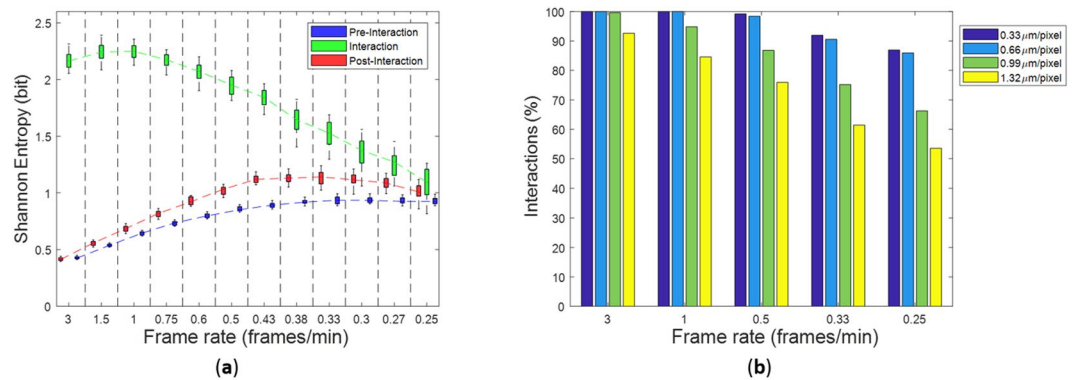 2.5
2
1.5
1
0.5
0
Shannon Entropy (bit)
Pre-Interaction
Interaction
Post-Interaction
3 1.5 1 0.75 0.6 0.5 0.43 0.38 0.33 0.3 0.27 0.25
Frame rate (frames/min)
(a)
100
90
80
70
60
50
40
30
20
10
0
Interactions (%)
3 1 0.5 0.33 0.25
Frame rate (frames/min)
0.33μm/pixel
0.66μm/pixel
0.99μm/pixel
1.32μm/pixel
(b)